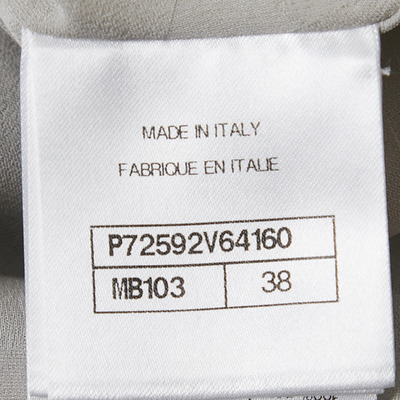 MADE IN ITALY
FABRIQUE EN ITALIE
P72592V64160
MB103 38